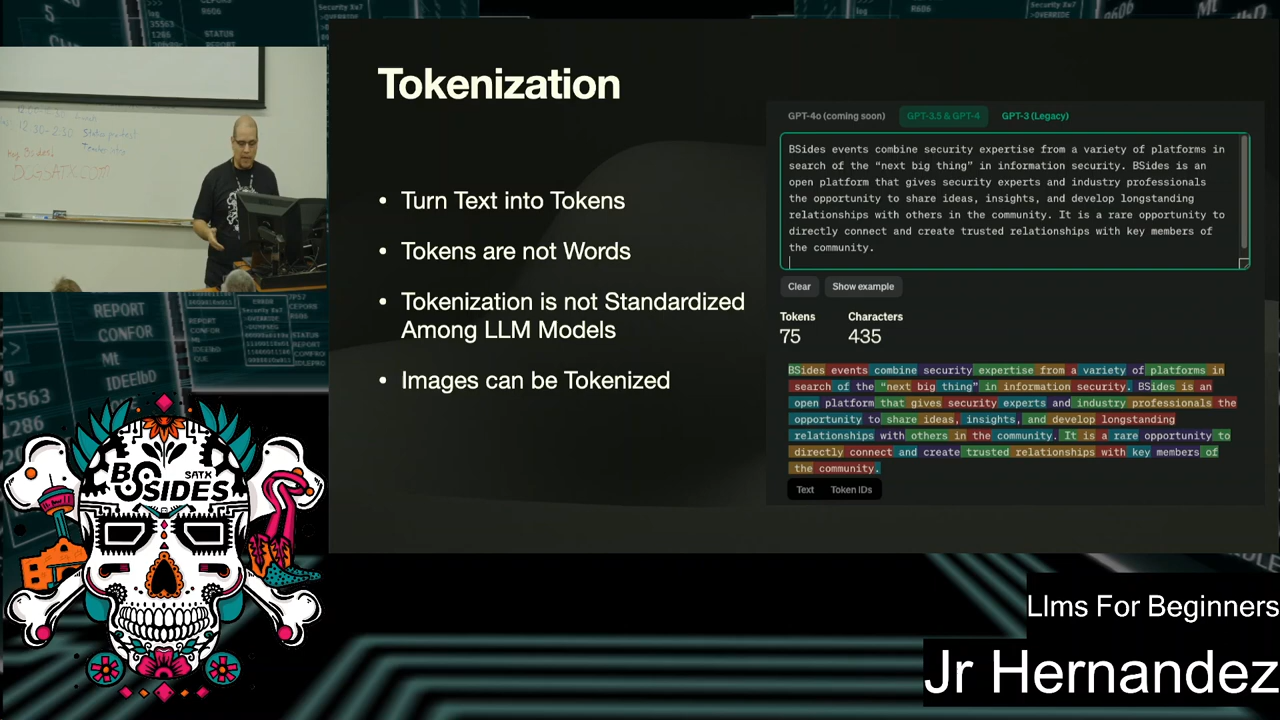 Tokenization
• Turn Text into Tokens
• Tokens are not Words
• Tokenization is not Standardized
Among LLM Models
• Images can be Tokenized
GPT-4o (coming soon) GPT-3.5 & GPT-4 GPT-3 (Legacy)
BSides events combine security expertise from a variety of platforms in
search of the “next big thing” in information security. BSides is an
open platform that gives security experts and industry professionals
the opportunity to share ideas, insights, and develop longstanding
relationships with others in the community. It is a rare opportunity to
directly connect and create trusted relationships with key members of
the community.
Clear Show example
Tokens Characters
75 435
BSides events combine security expertise from a variety of platforms in
search of the “next big thing” in information security. BSides is an
open platform that gives security experts and industry professionals the
opportunity to share ideas, insights, and develop longstanding
relationships with others in the community. It is a rare opportunity to
directly connect and create trusted relationships with key members of
the community.
Text Token IDs
12:30-2:30
REPORT
CONFOR
Mt
IDEEIbD
5563
1286
BSIDES
SATX
Llms For Beginners
Jr Hernandez